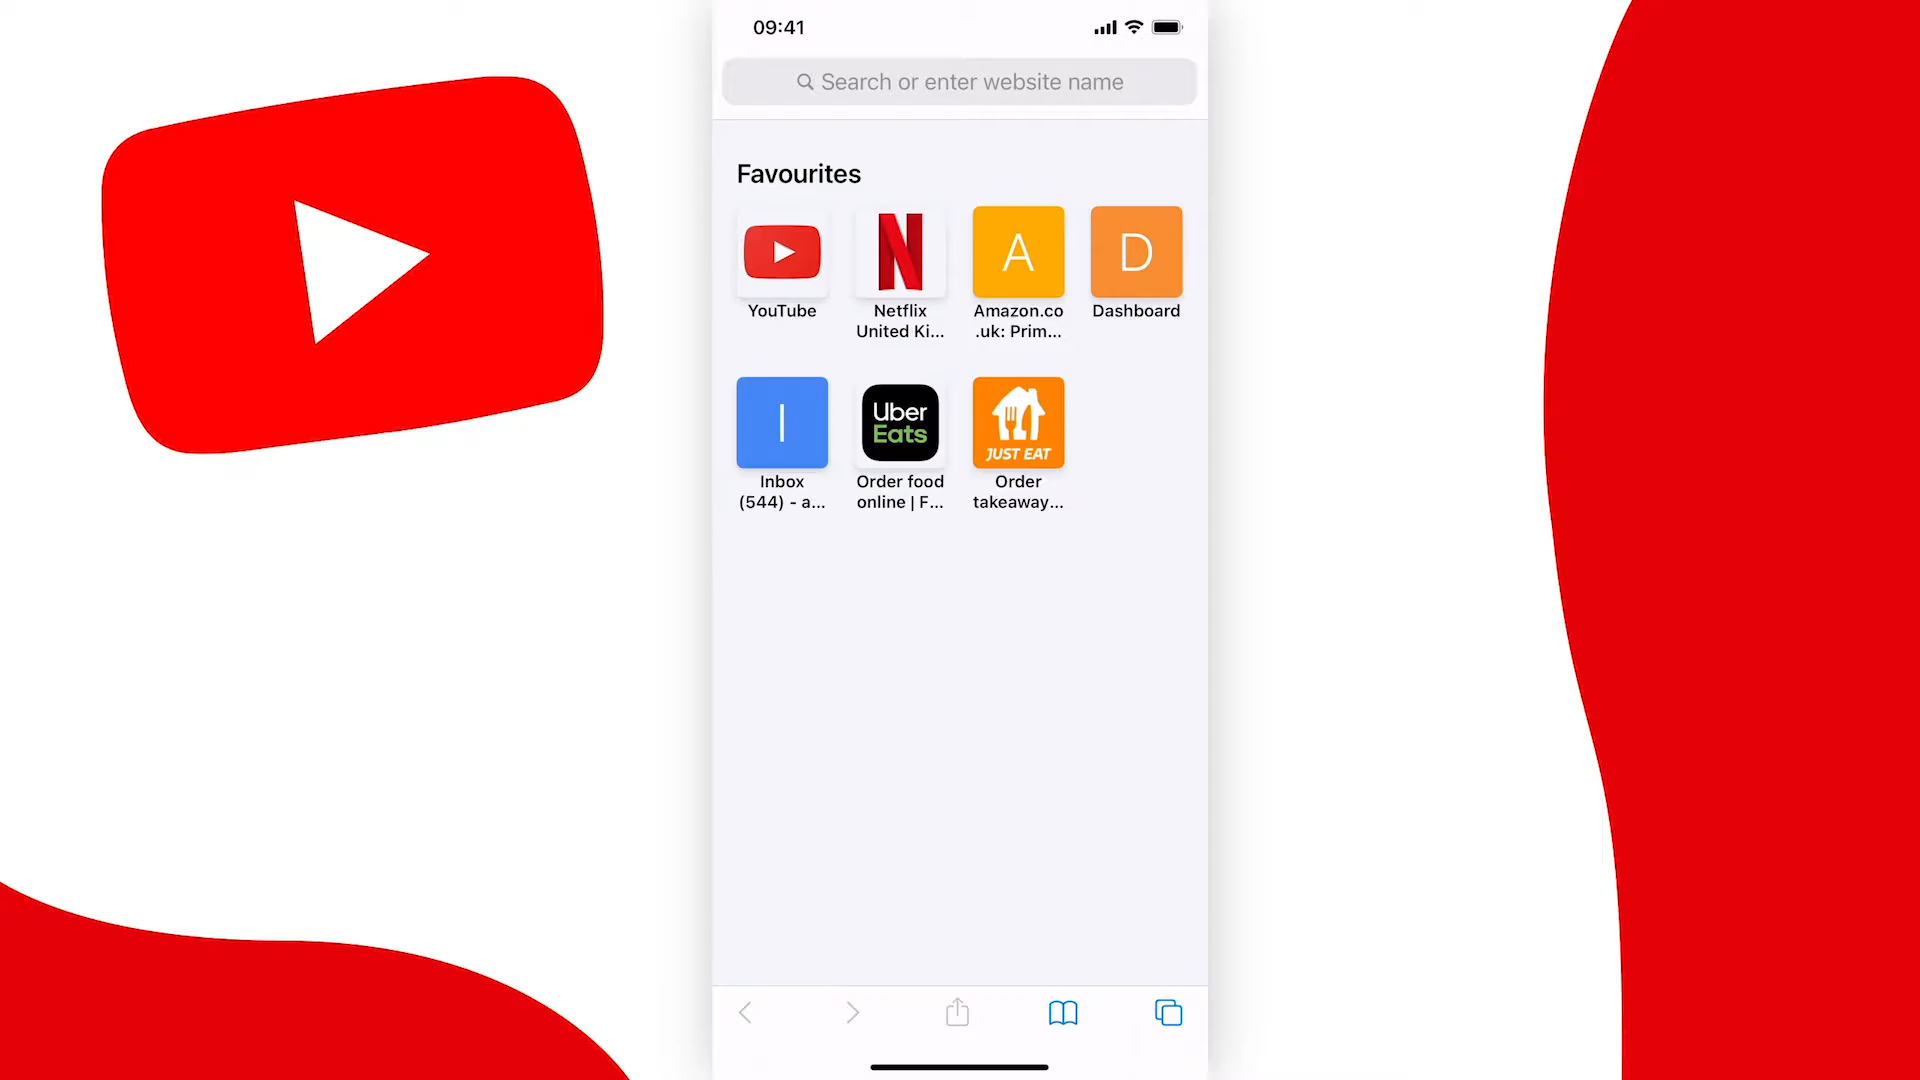 09:41
Search or enter website name
Favourites
YouTube
Netflix
United Ki...
A
Amazon.co
.uk: Prim...
D
Dashboard
I
Inbox
(544) - a...
Uber
Eats
Order food
online | F...
JUST EAT
Order
takeaway...